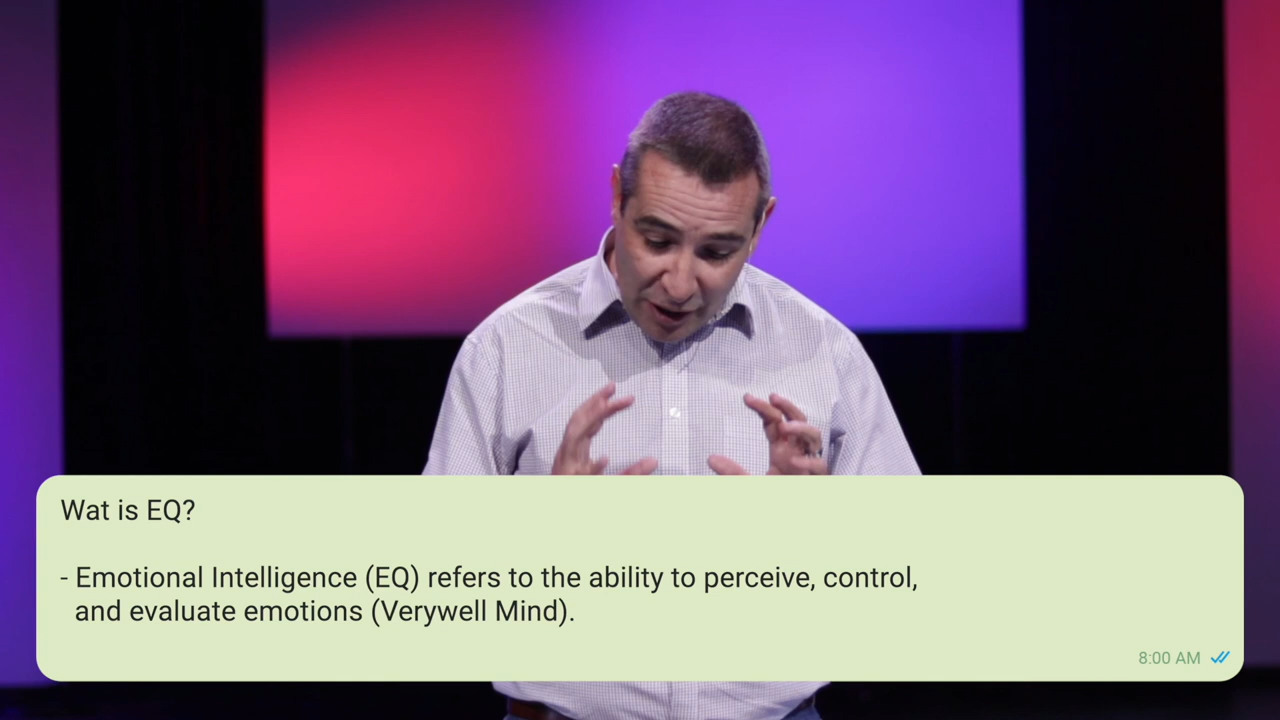 Wat is EQ?
- Emotional Intelligence (EQ) refers to the ability to perceive, control,
and evaluate emotions (Verywell Mind).
8:00 AM